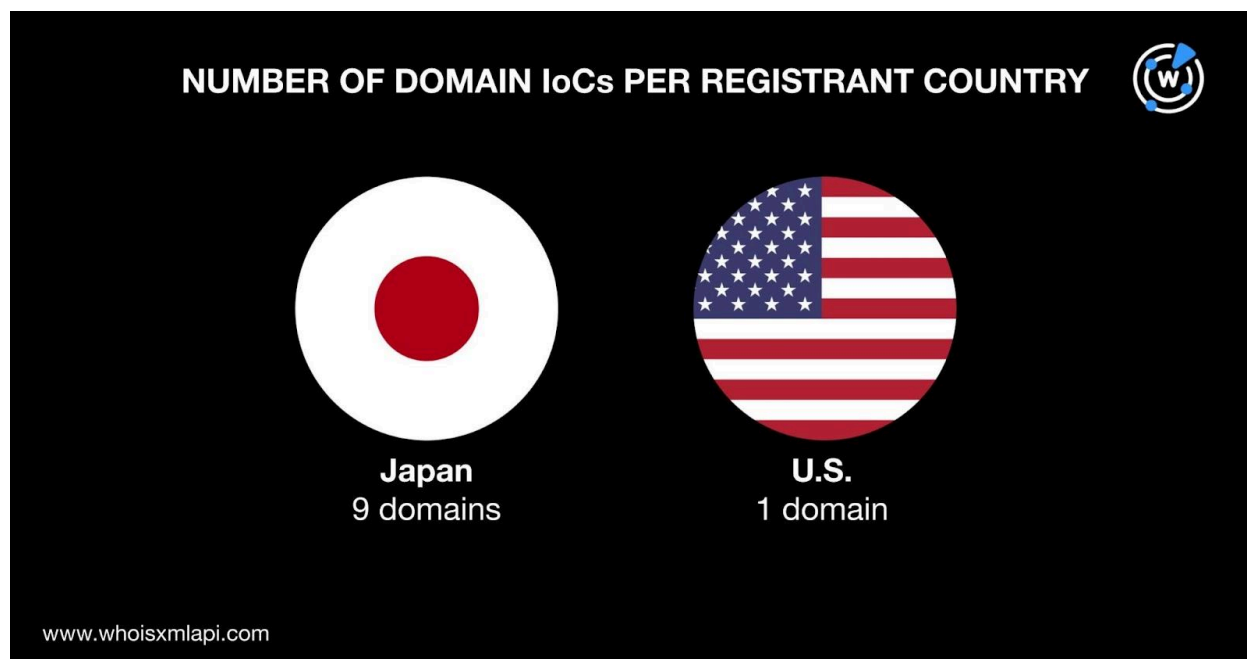 NUMBER OF DOMAIN IoCs PER REGISTRANT COUNTRY
W
Japan
9 domains
U.S.
1 domain
www.whoisxmlapi.com